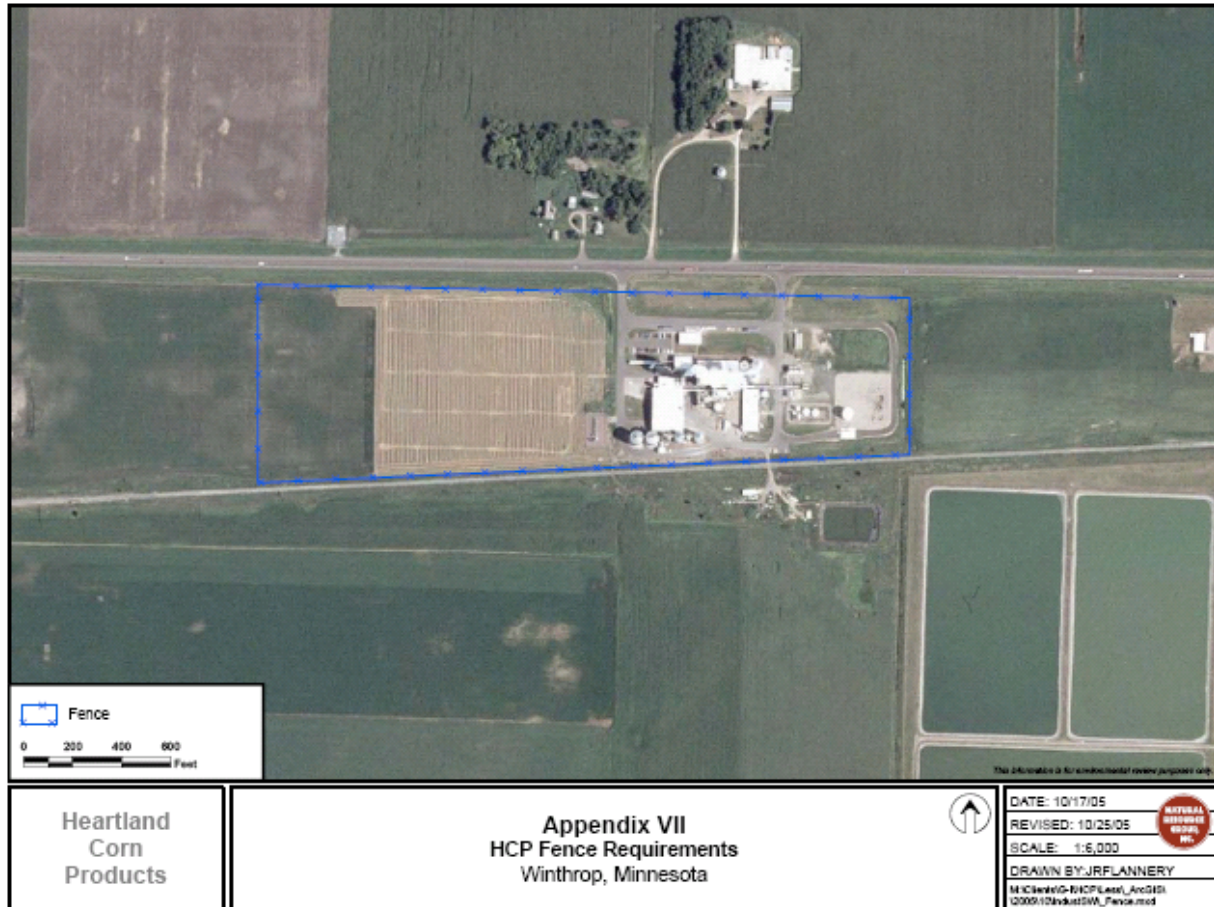 Fence
0 200 400 600
Feet
This information is for environmental review purposes only.
Heartland
Corn
Products
Appendix VII
HCP Fence Requirements
Winthrop, Minnesota
DATE: 10/17/05
REVISED: 10/25/05
SCALE: 1:6,000
DRAWN BY:JRFLANNERY
NATURAL
RESOURCE
GROUP,
INC.